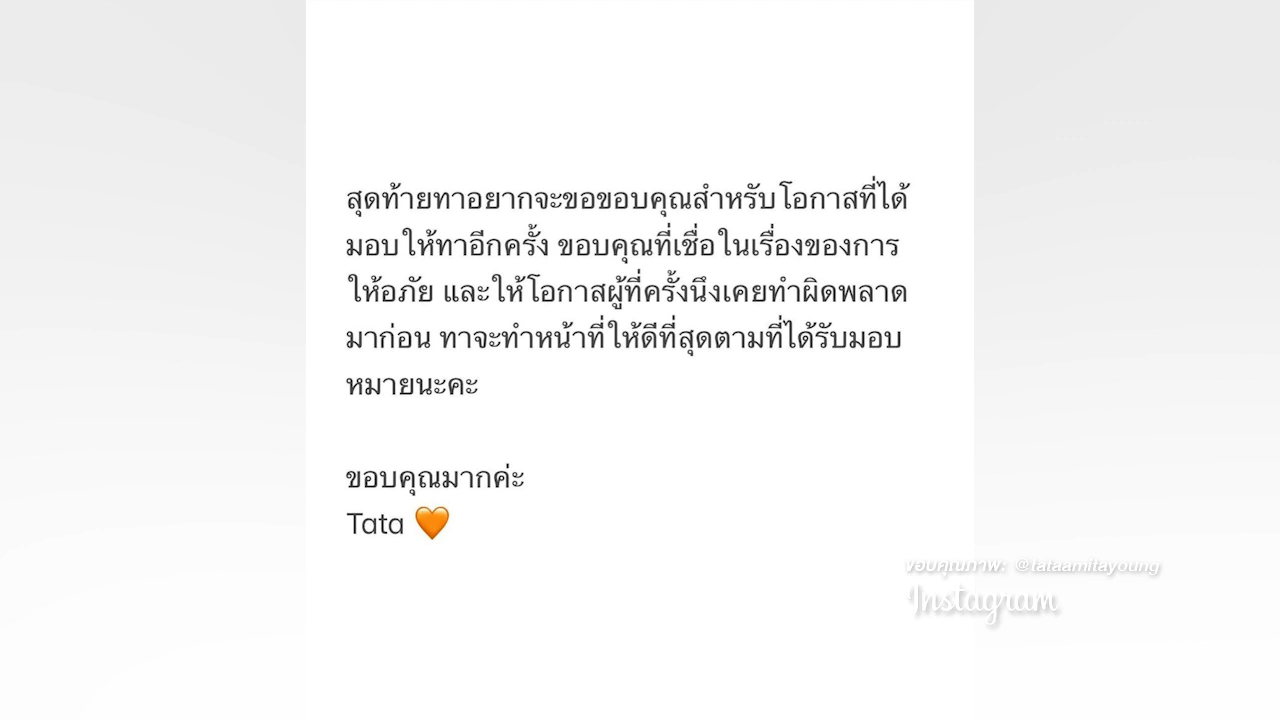 สุดท้ายทาอยากจะขอขอบคุณสำหรับโอกาสที่ได้
มอบให้ทาอีกครั้ง ขอบคุณที่เชื่อในเรื่องของการ
ให้อภัย และให้โอกาสผู้ที่ครั้งนึงเคยทำผิดพลาด
มาก่อน ทาจะทำหน้าที่ให้ดีที่สุดตามที่ได้รับมอบ
หมายนะคะ
ขอบคุณมากค่ะ
Tata 🧡
ขอบคุณภาพ: @tataamitayoung
Instagram